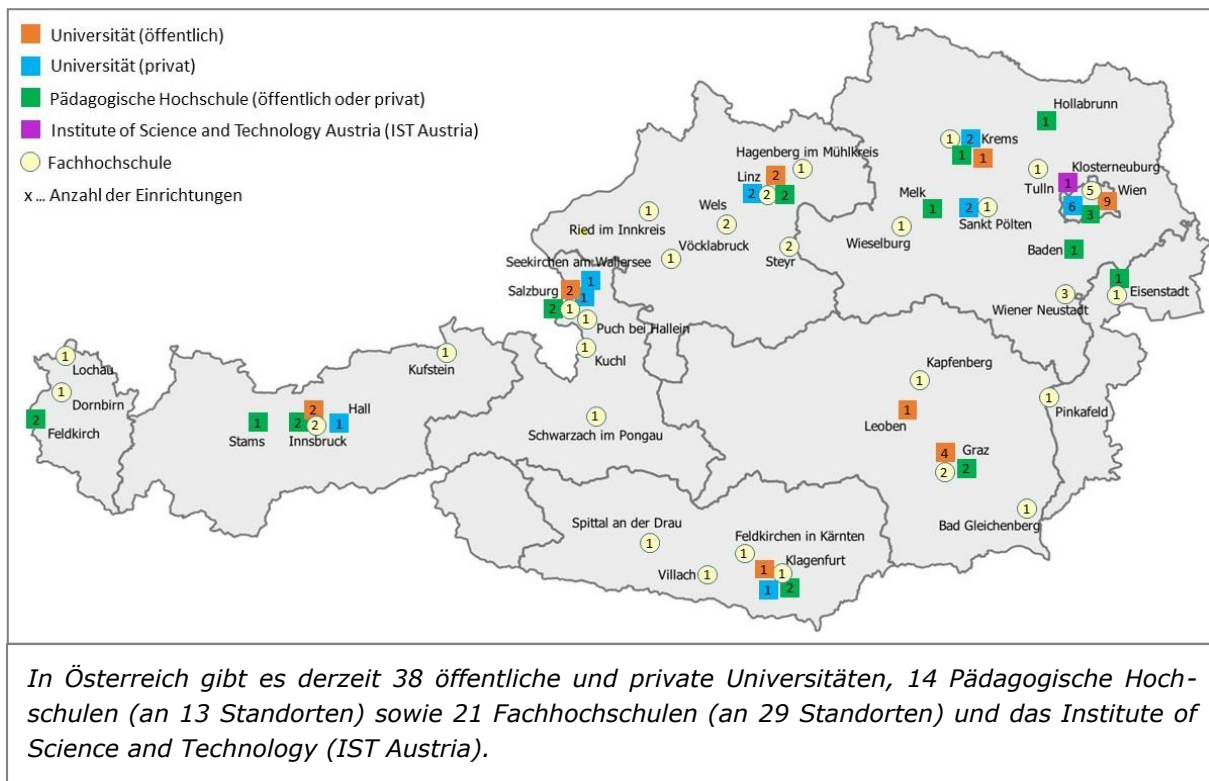 Universität (öffentlich)
Universität (privat)
Pädagogische Hochschule (öffentlich oder privat)
Institute of Science and Technology Austria (IST Austria)
Fachhochschule
x ... Anzahl der Einrichtungen
Hollabrunn
1
1 2 Krems
1 1
Hagenberg im Mühlkreis
1
Linz 2
2 2 2
Klosterneuburg
1 Tulln
1
5 Wien
6 9
3
Melk
1
2 1
Sankt Pölten
Wels
2
1
Ried im Innkreis
Wieselburg
1
Vöcklabruck
1
2
Steyr
Baden
1
Seekirchen am Wallersee
1
Salzburg 2 1
2 1
1
Puch bei Hallein
1
Kuchl
1
Eisenstadt
1
3
Wiener Neustadt
1
Lochau
1
Dornbirn
2
Feldkirch
Kufstein
1
1
Stams
2 Hall
2 2 1
Innsbruck
1
Schwarzach im Pongau
Kapfenberg
1
1
Leoben
1
Pinkafeld
4 Graz
2 2
1
Bad Gleichenberg
Spittal an der Drau
1
Feldkirchen in Kärnten
1
Klagenfurt
1 1
1 2
Villach 1
In Österreich gibt es derzeit 38 öffentliche und private Universitäten, 14 Pädagogische Hoch-
schulen (an 13 Standorten) sowie 21 Fachhochschulen (an 29 Standorten) und das Institute of
Science and Technology (IST Austria).